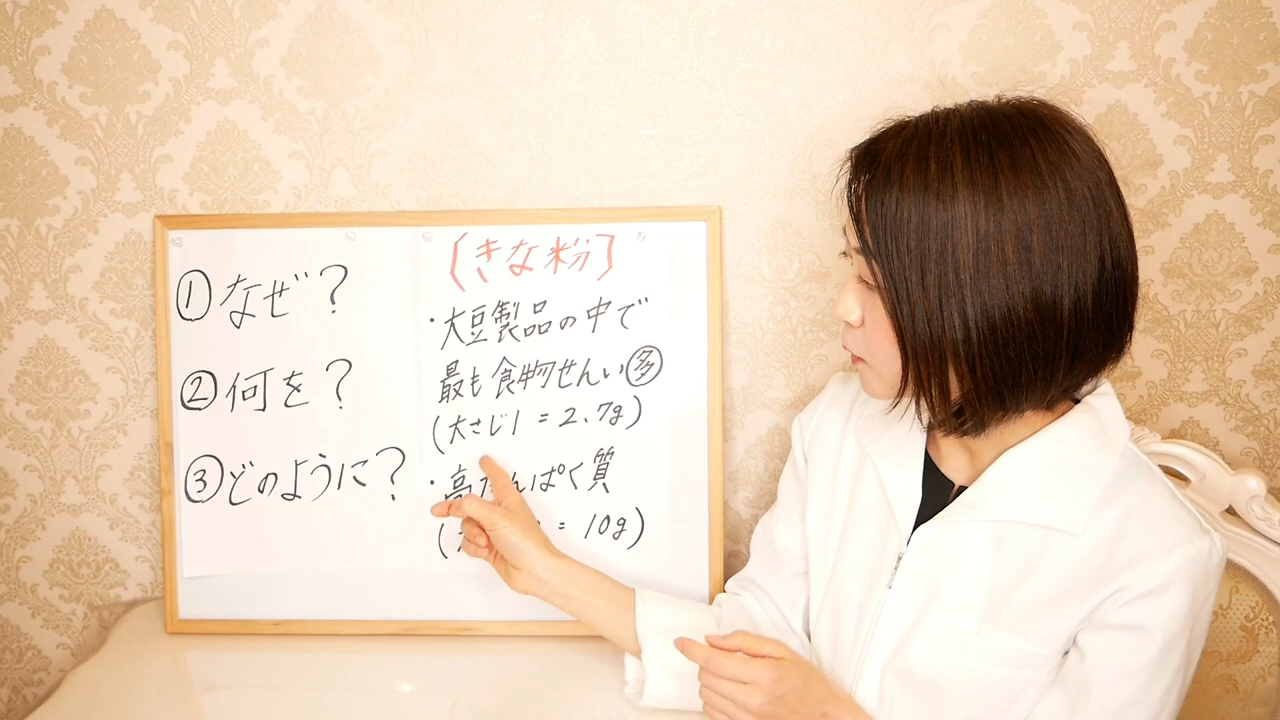 ①なぜ？
②何を？
③どのように？
〔きな粉〕
・大豆製品の中で
最も食物せんい多
(大さじ1=2.7g)
・高たんぱく質
( = 10g)